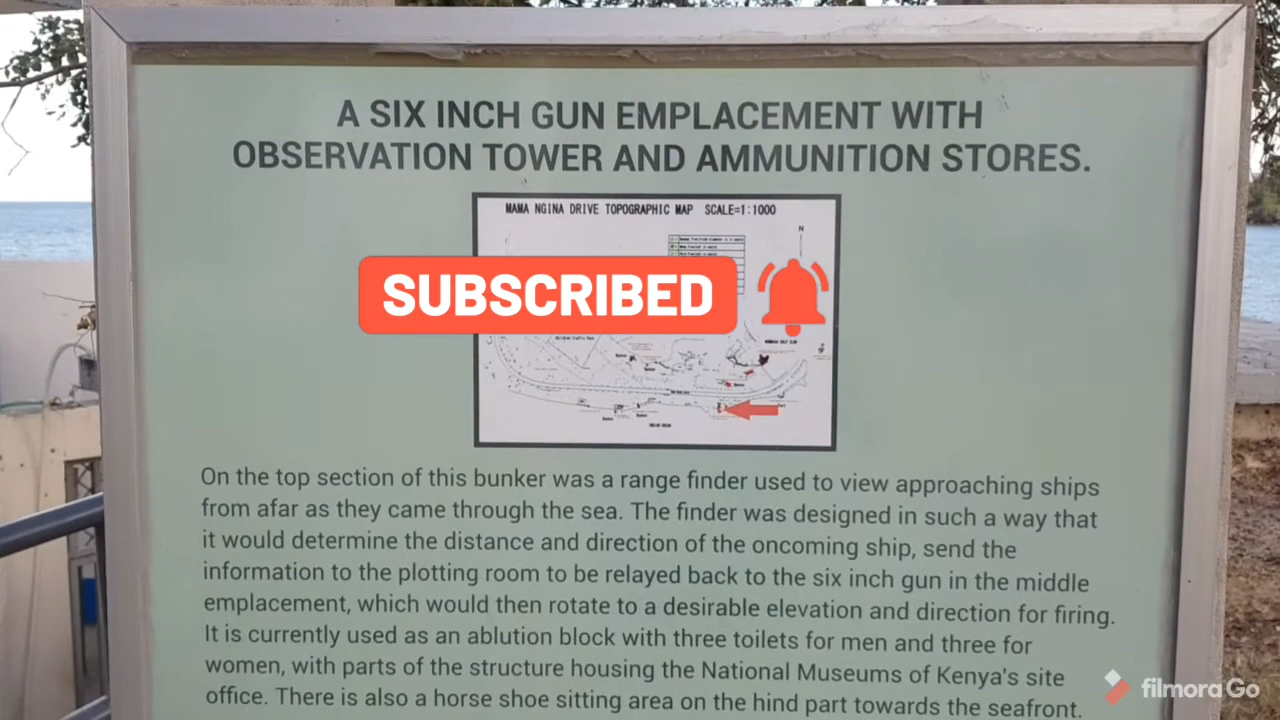 A SIX INCH GUN EMPLACEMENT WITH
OBSERVATION TOWER AND AMMUNITION STORES.
MAMA NGINA DRIVE TOPOGRAPHIC MAP SCALE=1:1000
N
SUBSCRIBED
On the top section of this bunker was a range finder used to view approaching ships
from afar as they came through the sea. The finder was designed in such a way that
it would determine the distance and direction of the oncoming ship, send the
information to the plotting room to be relayed back to the six inch gun in the middle
emplacement, which would then rotate to a desirable elevation and direction for firing.
It is currently used as an ablution block with three toilets for men and three for
women, with parts of the structure housing the National Museums of Kenya's site
office. There is also a horse shoe sitting area on the hind part towards the seafront.
filmoraGo